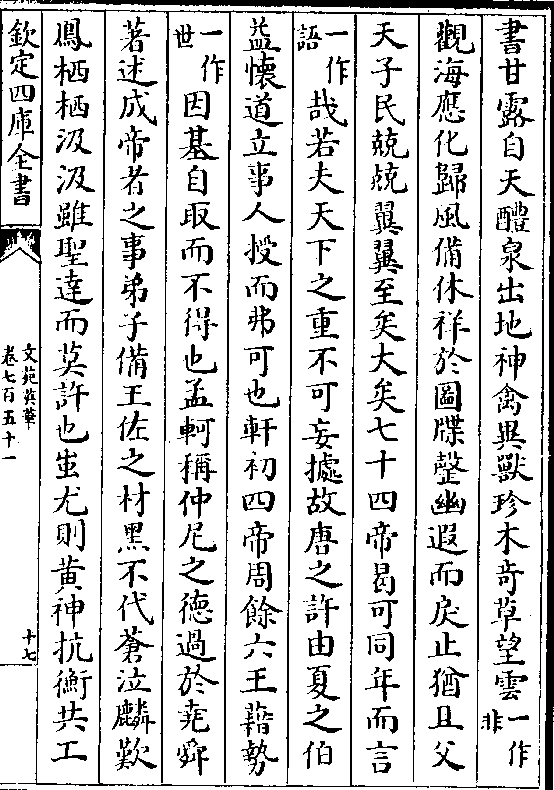 書甘露自天醴泉出地神禽異獸珍木竒草望雲一作非
觀海應化歸風備休祥於圖牒罄幽遐而戾止猶且父
天子民兢兢翼翼至矣大矣七十四帝曷可同年而言
一作語哉若夫天下之重不可妄據故唐之許由夏之伯
益懐道立事人授而弗可也軒初四帝周餘六王藉勢
一作世因基自取而不得也孟軻稱仲尼之德過於堯舜
著述成帝者之事弟子備王佐之材黒不代蒼泣麟歎
鳳栖栖汲汲雖聖達而莫許也蚩尤則黄神抗衡共工
欽定四庫全書
文苑英華
卷七百五十一
十七